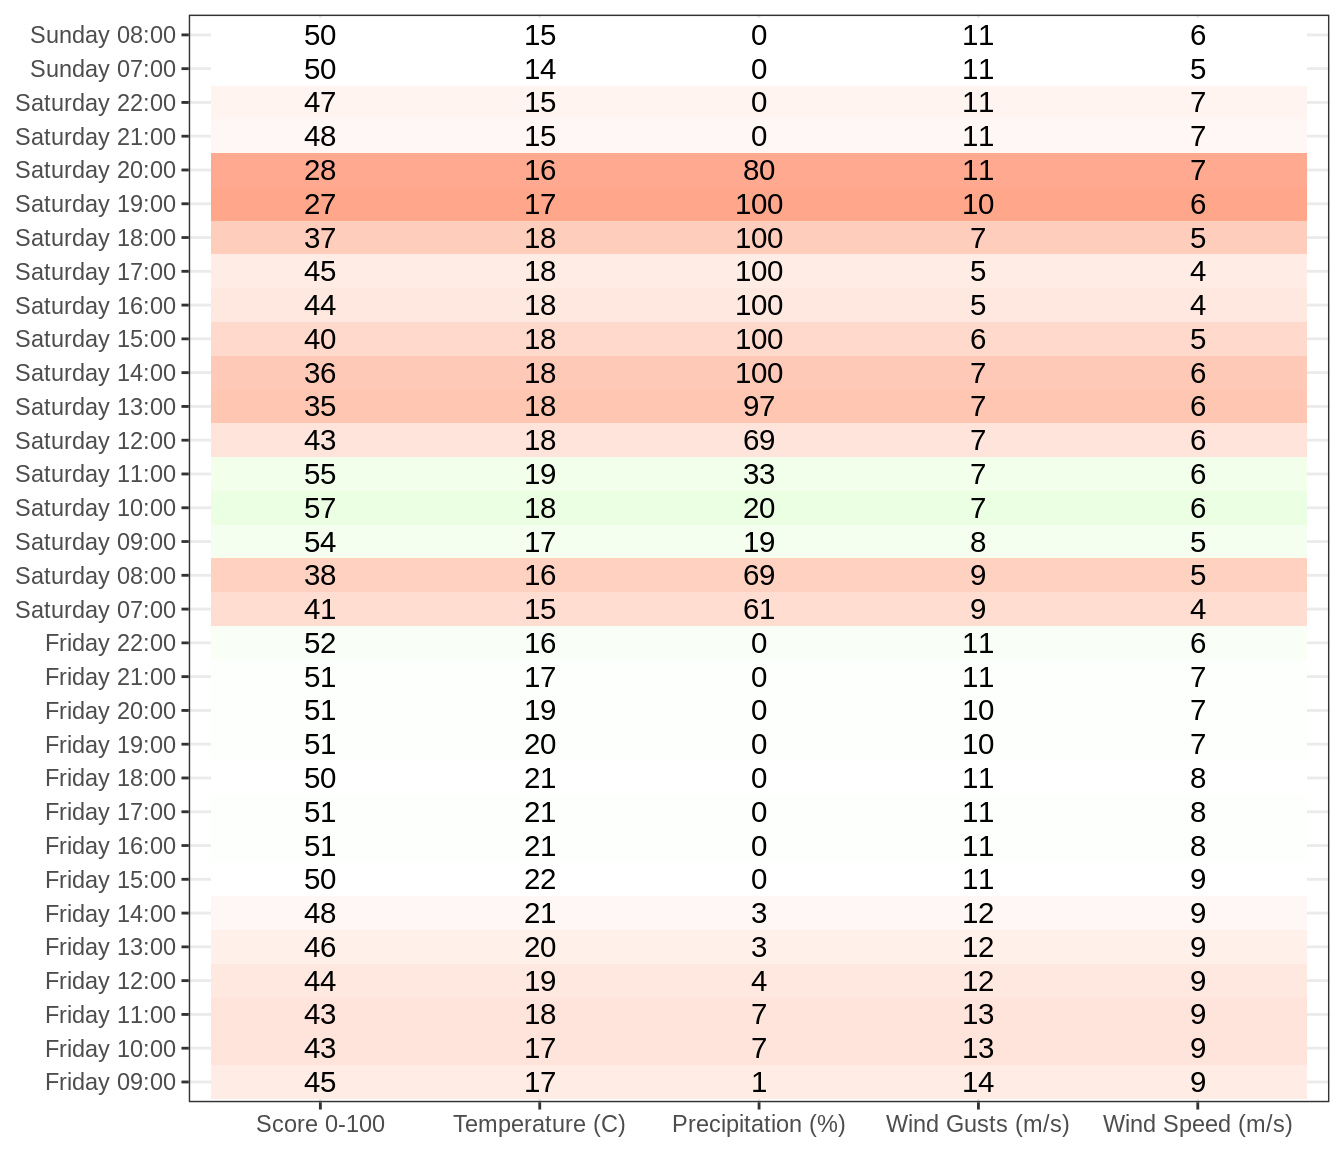 Sunday 08:00 50 15 0 11 6
Sunday 07:00 50 14 0 11 5
Saturday 22:00 47 15 0 11 7
Saturday 21:00 48 15 0 11 7
Saturday 20:00 28 16 80 11 7
Saturday 19:00 27 17 100 10 6
Saturday 18:00 37 18 100 7 5
Saturday 17:00 45 18 100 5 4
Saturday 16:00 44 18 100 5 4
Saturday 15:00 40 18 100 6 5
Saturday 14:00 36 18 100 7 6
Saturday 13:00 35 18 97 7 6
Saturday 12:00 43 18 69 7 6
Saturday 11:00 55 19 33 7 6
Saturday 10:00 57 18 20 7 6
Saturday 09:00 54 17 19 8 5
Saturday 08:00 38 16 69 9 5
Saturday 07:00 41 15 61 9 4
Friday 22:00 52 16 0 11 6
Friday 21:00 51 17 0 11 7
Friday 20:00 51 19 0 10 7
Friday 19:00 51 20 0 10 7
Friday 18:00 50 21 0 11 8
Friday 17:00 51 21 0 11 8
Friday 16:00 51 21 0 11 8
Friday 15:00 50 22 0 11 9
Friday 14:00 48 21 3 12 9
Friday 13:00 46 20 3 12 9
Friday 12:00 44 19 4 12 9
Friday 11:00 43 18 7 13 9
Friday 10:00 43 17 7 13 9
Friday 09:00 45 17 1 14 9
Score 0-100 Temperature (C) Precipitation (%) Wind Gusts (m/s) Wind Speed (m/s)